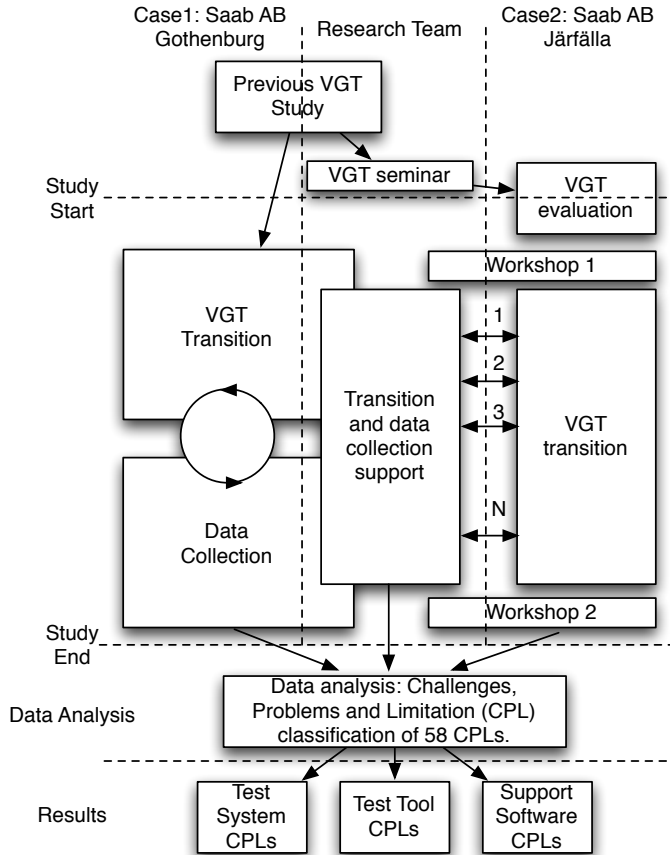 Case1: Saab AB
Gothenburg
Research Team
Case2: Saab AB
Järfälla
Previous VGT
Study
VGT seminar
VGT
evaluation
Study
Start
Workshop 1
VGT
Transition
1
2
3
N
Transition
and data
collection
support
VGT
transition
Data
Collection
Workshop 2
Study
End
Data Analysis
Data analysis: Challenges,
Problems and Limitation (CPL)
classification of 58 CPLs.
Results
Test
System
CPLs
Test Tool
CPLs
Support
Software
CPLs